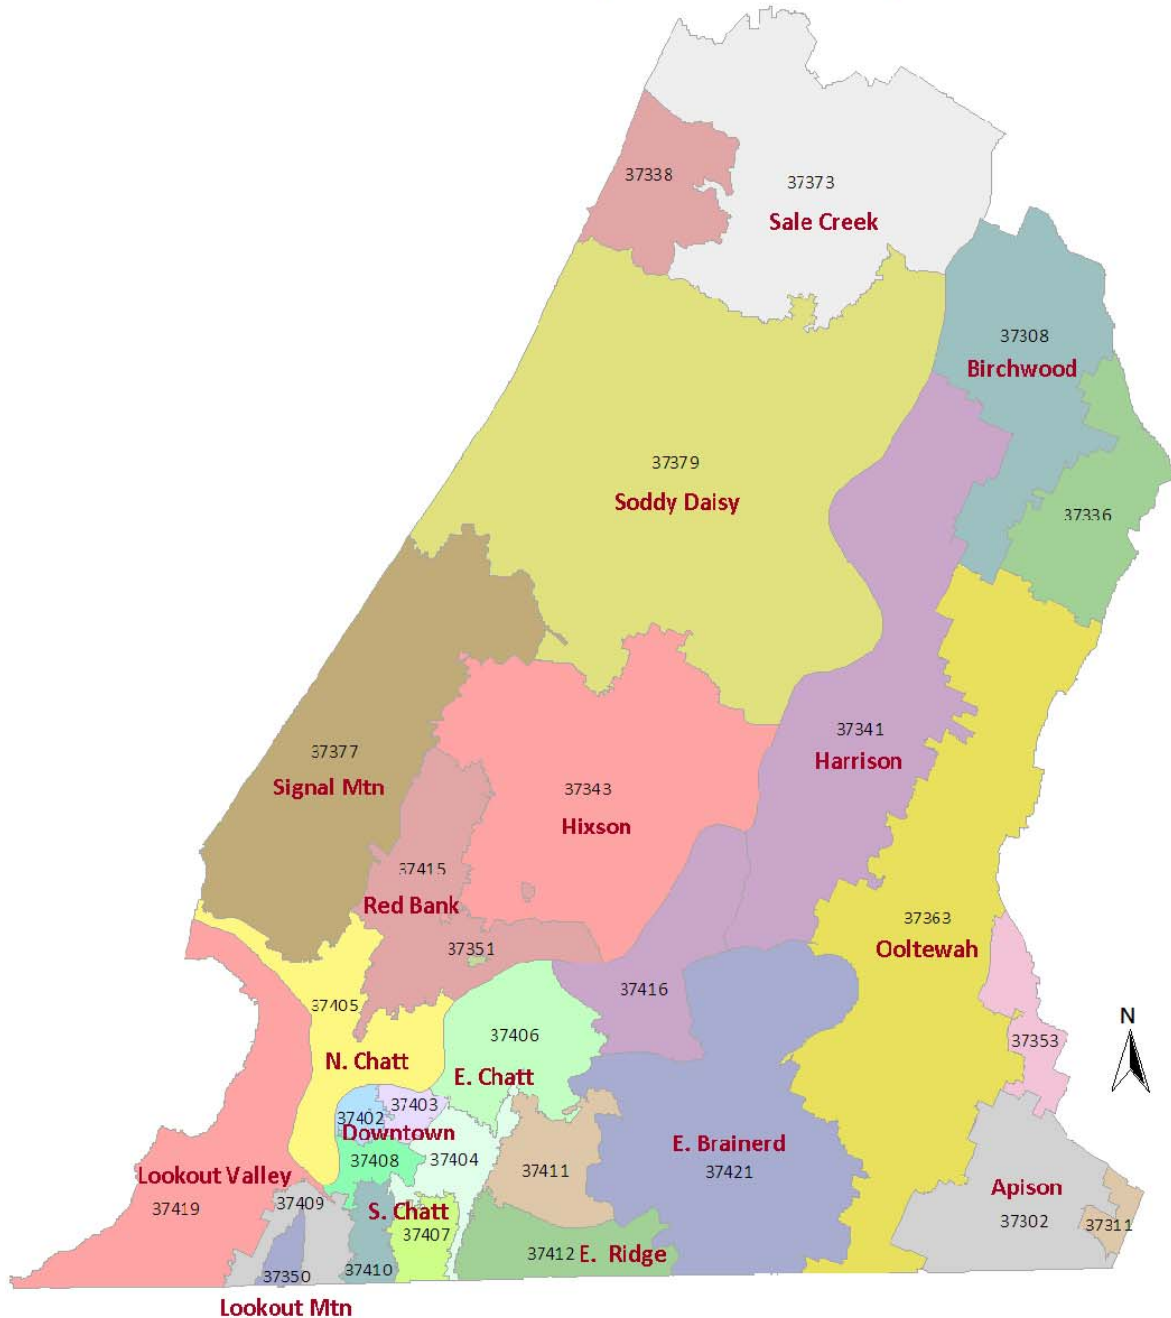 37338
37373
Sale Creek
37308
Birchwood
37379
Soddy Daisy
37336
37341
Harrison
37377
Signal Mtn
37343
Hixson
37415
Red Bank
37363
Ooltewah
37351
37416
37405
37406
N
37353
N. Chatt
E. Chatt
37403
37402
Downtown
E. Brainerd
37408
37404
37411
37421
Lookout Valley
Apison
37409
37419
S. Chatt
37302
37311
37407
37412 E. Ridge
37350
37410
Lookout Mtn